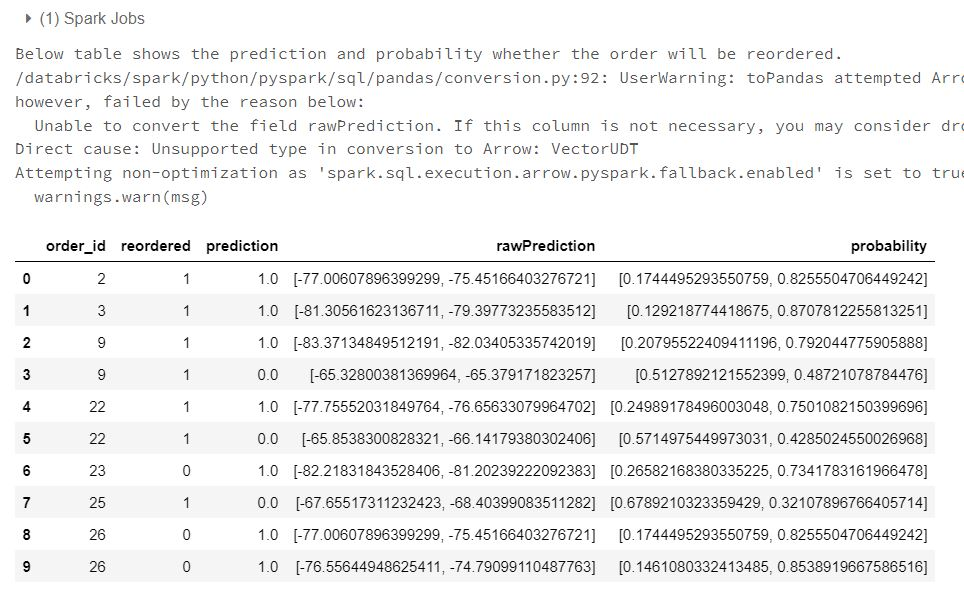 (1) Spark Jobs
Below table shows the prediction and probability whether the order will be reordered.
/databricks/spark/python/pyspark/sql/pandas/conversion.py:92: UserWarning: toPandas attempted Arro
however, failed by the reason below:
Unable to convert the field rawPrediction. If this column is not necessary, you may consider dro
Direct cause: Unsupported type in conversion to Arrow: VectorUDT
Attempting non-optimization as 'spark.sql.execution.arrow.pyspark.fallback.enabled' is set to true
warnings.warn(msg)
order_id reordered prediction rawPrediction probability
0 2 1 1.0 [-77.00607896399299, -75.45166403276721] [0.1744495293550759, 0.8255504706449242]
1 3 1 1.0 [-81.30561623136711, -79.39773235583512] [0.129218774418675, 0.8707812255813251]
2 9 1 1.0 [-83.37134849512191, -82.03405335742019] [0.20795522409411196, 0.792044775905888]
3 9 1 0.0 [-65.32800381369964, -65.379171823257] [0.5127892121552399, 0.48721078784476]
4 22 1 1.0 [-77.75552031849764, -76.65633079964702] [0.24989178496003048, 0.7501082150399696]
5 22 1 0.0 [-65.8538300828321, -66.14179380302406] [0.5714975449973031, 0.4285024550026968]
6 23 0 1.0 [-82.21831843528406, -81.20239222092383] [0.26582168380335225, 0.7341783161966478]
7 25 1 0.0 [-67.65517311232423, -68.40399083511282] [0.6789210323359429, 0.32107896766405714]
8 26 0 1.0 [-77.00607896399299, -75.45166403276721] [0.1744495293550759, 0.8255504706449242]
9 26 0 1.0 [-76.55644948625411, -74.79099110487763] [0.1461080332413485, 0.8538919667586516]